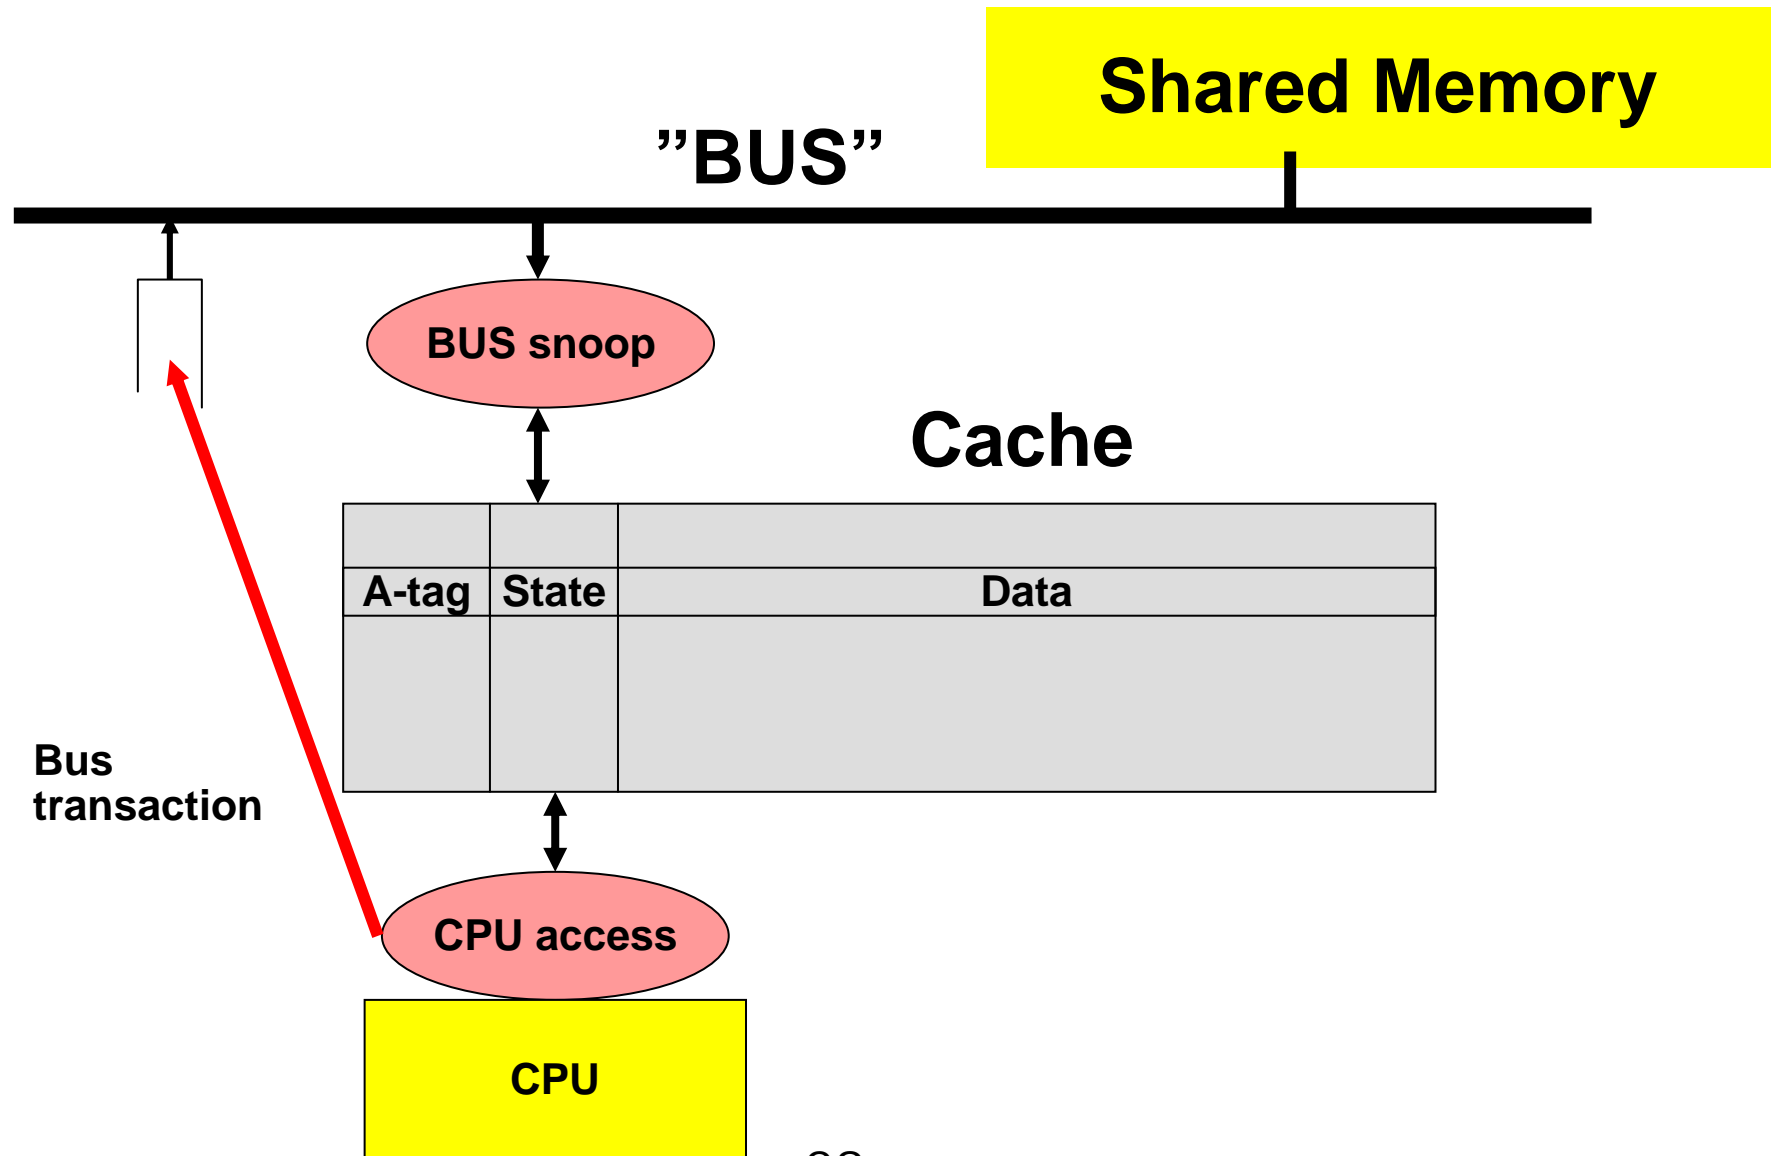 Shared Memory
”BUS”
BUS snoop
Cache
A-tag State Data
Bus
transaction
CPU access
CPU